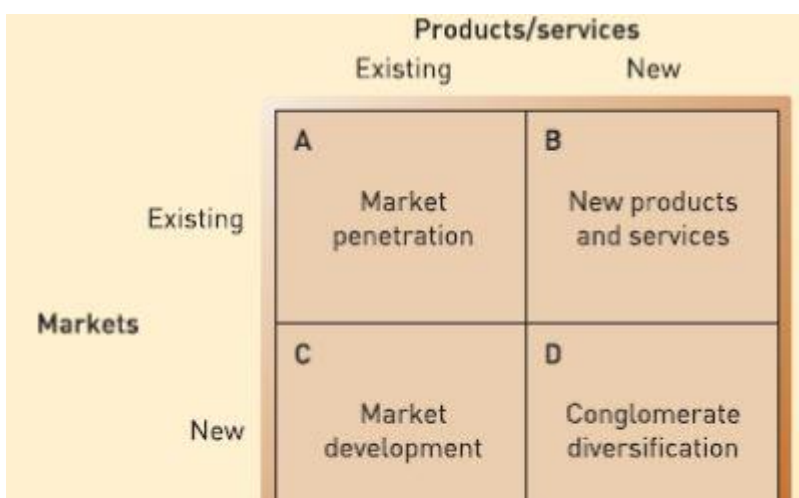 Products/services
Existing New
A B
Existing
Market
penetration
New products
and services
Markets
C D
New
Market
development
Conglomerate
diversification